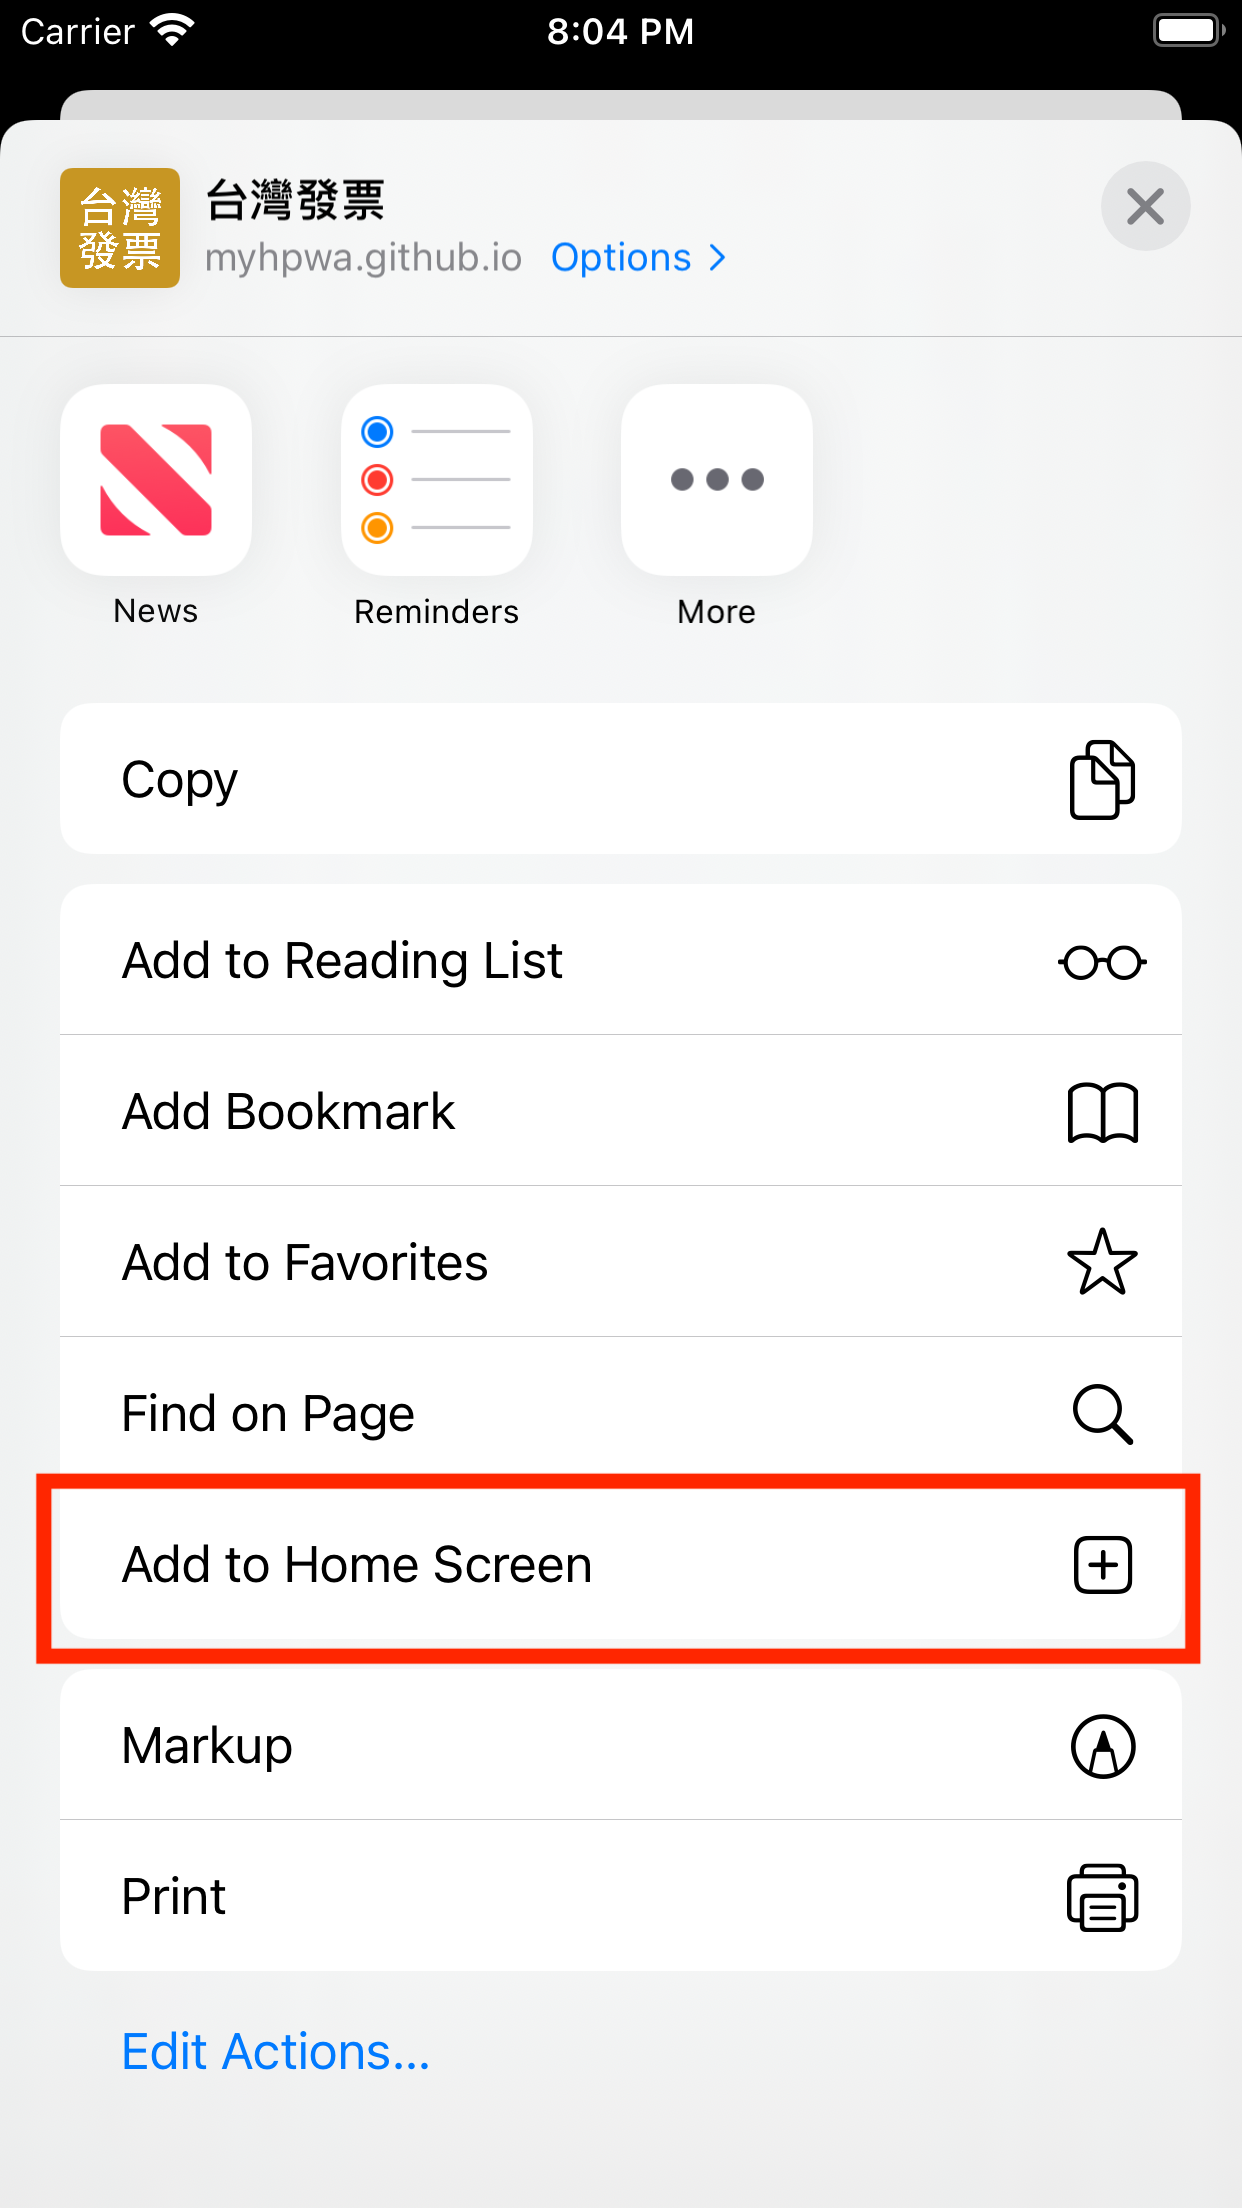 Carrier 8:04 PM
台灣
發票
台灣發票
myhpwa.github.io Options
News Reminders More
Copy
Add to Reading List
Add Bookmark
Add to Favorites
Find on Page
Add to Home Screen
Markup
Print
Edit Actions...